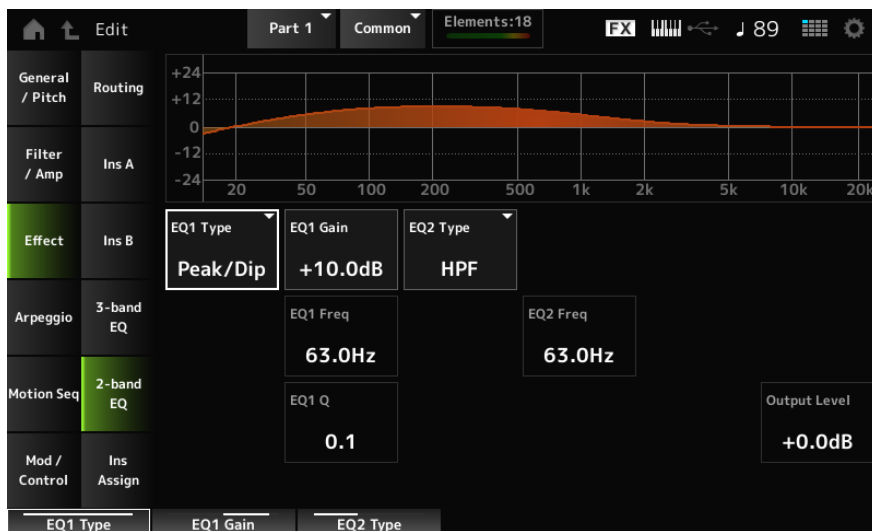 Edit
Part 1
Common
Elements:18
FX
89
General
/ Pitch
Filter
/ Amp
Effect
Arpeggio
Motion Seq
Mod /
Control
Routing
Ins A
Ins B
3-band
EQ
2-band
EQ
Ins
Assign
+24
+12
0
-12
-24
20 50 100 200 500 1k 2k 5k 10k 20k
EQ1 Type
Peak/Dip
EQ1 Gain
+10.0dB
EQ2 Type
HPF
EQ1 Freq
63.0Hz
EQ2 Freq
63.0Hz
EQ1 Q
0.1
Output Level
+0.0dB
EQ1 Type
EQ1 Gain
EQ2 Type